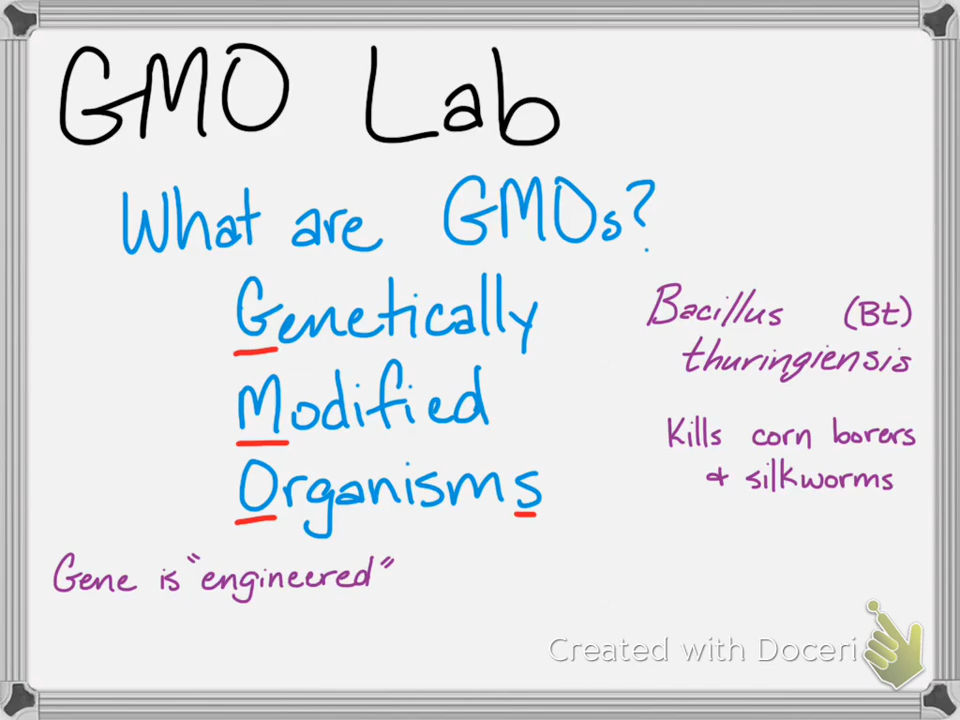 GMO Lab
What are GMOs?
Genetically
Modified
Organisms
Gene is "engineered"
Bacillus (Bt)
thuringiensis
Kills corn borers
& silkworms
Created with Doceri